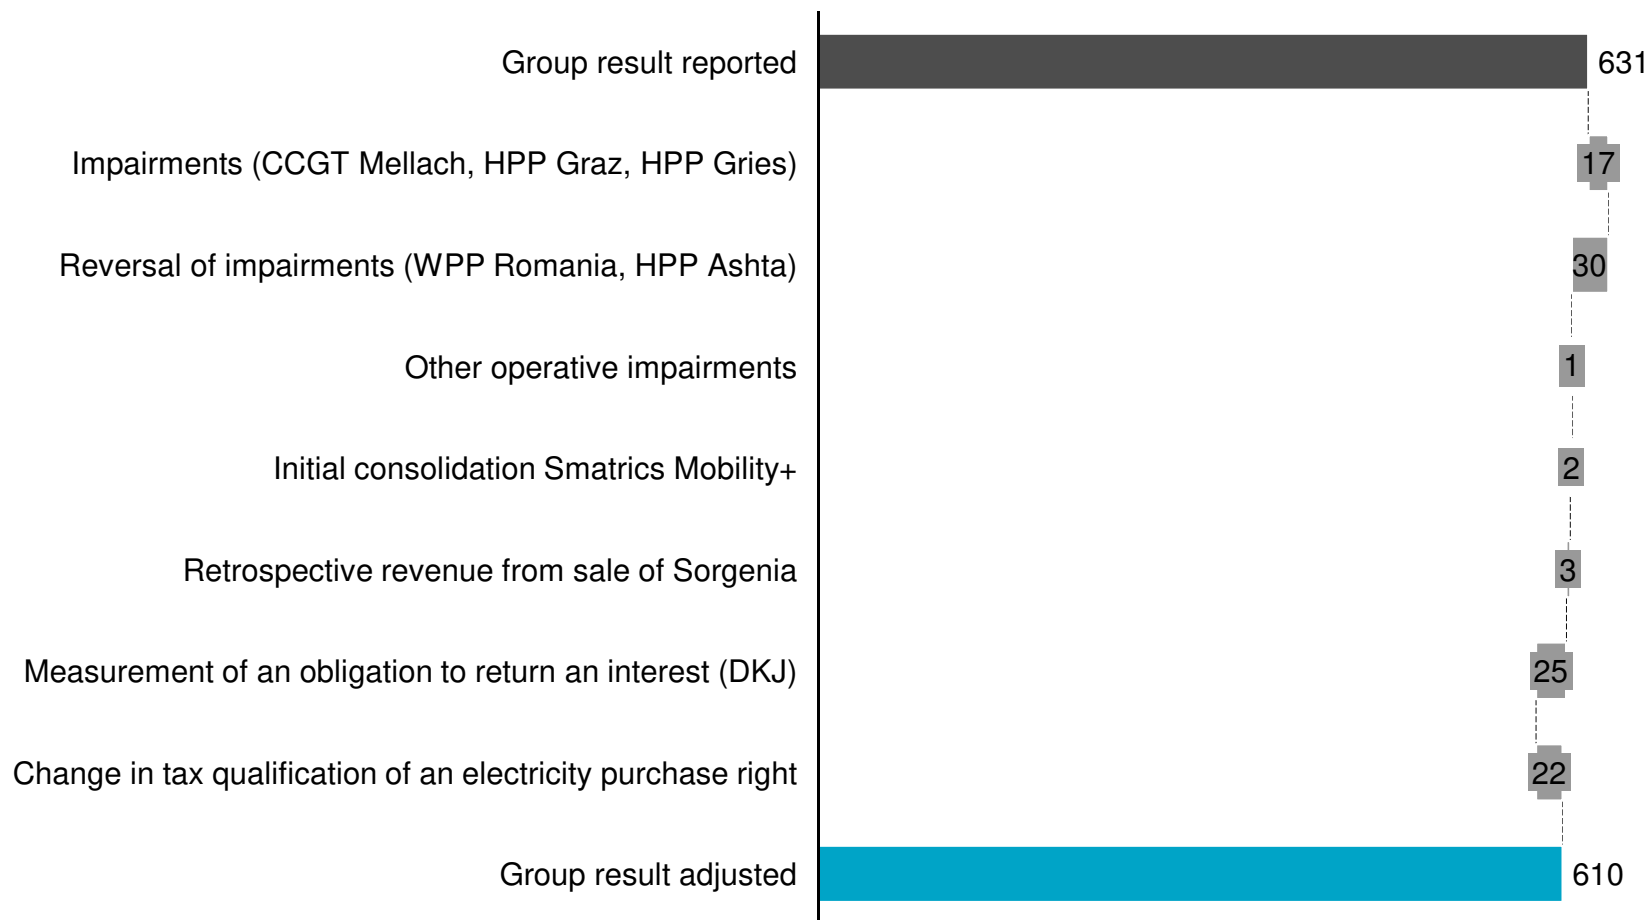 Group result reported 631
Impairments (CCGT Mellach, HPP Graz, HPP Gries) 17
Reversal of impairments (WPP Romania, HPP Ashta) 30
Other operative impairments 1
Initial consolidation Smatrics Mobility+ 2
Retrospective revenue from sale of Sorgenia 3
Measurement of an obligation to return an interest (DKJ) 25
Change in tax qualification of an electricity purchase right 22
Group result adjusted 610